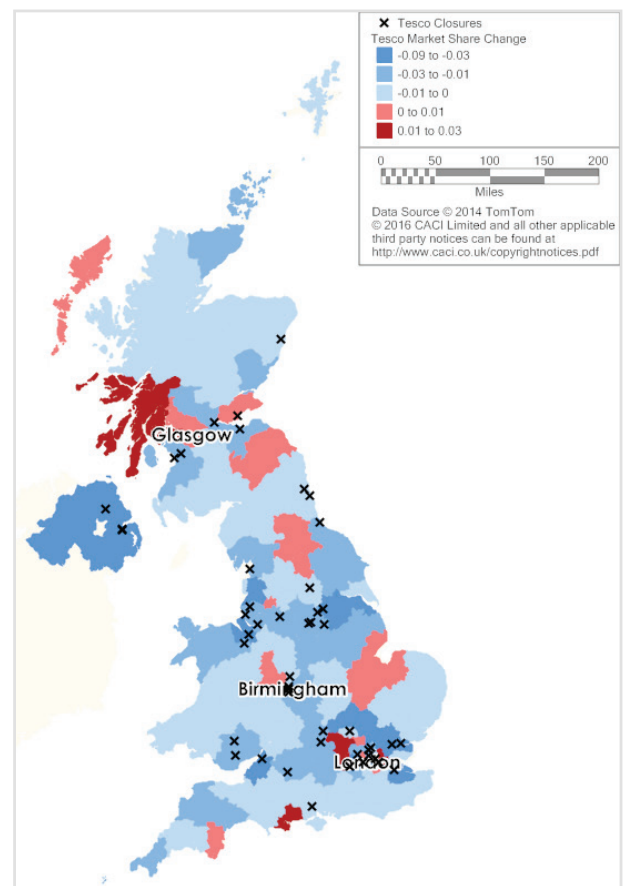 × Tesco Closures
Tesco Market Share Change
-0.09 to -0.03
-0.03 to -0.01
-0.01 to 0
0 to 0.01
0.01 to 0.03
0 50 100 150 200
Miles
Data Source © 2014 TomTom
© 2016 CACI Limited and all other applicable
third party notices can be found at
http://www.caci.co.uk/copyrightnotices.pdf
Glasgow
Birmingham
London